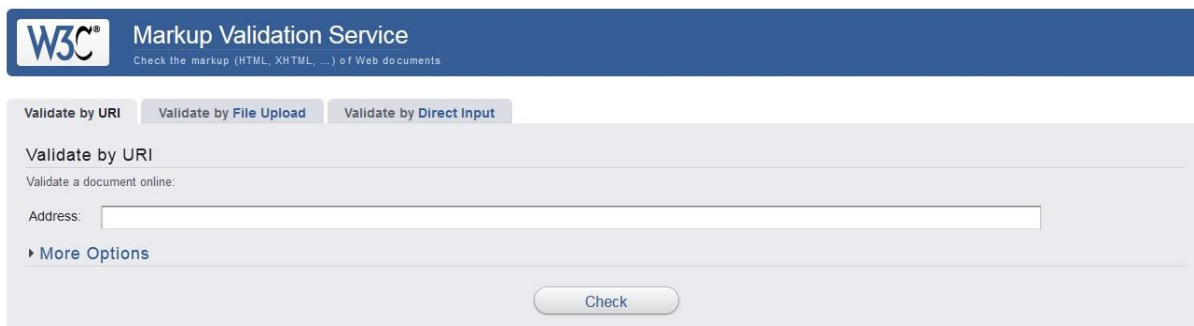 W3C® Markup Validation Service
Check the markup (HTML, XHTML, ...) of Web documents
Validate by URI Validate by File Upload Validate by Direct Input
Validate by URI
Validate a document online:
Address:
More Options
Check